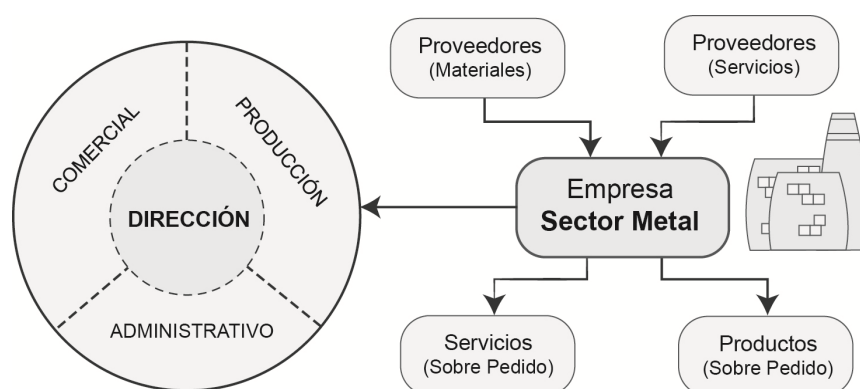 COMERCIAL
PRODUCCIÓN
DIRECCIÓN
ADMINISTRATIVO
Proveedores
(Materiales)
Proveedores
(Servicios)
Empresa
Sector Metal
Servicios
(Sobre Pedido)
Productos
(Sobre Pedido)